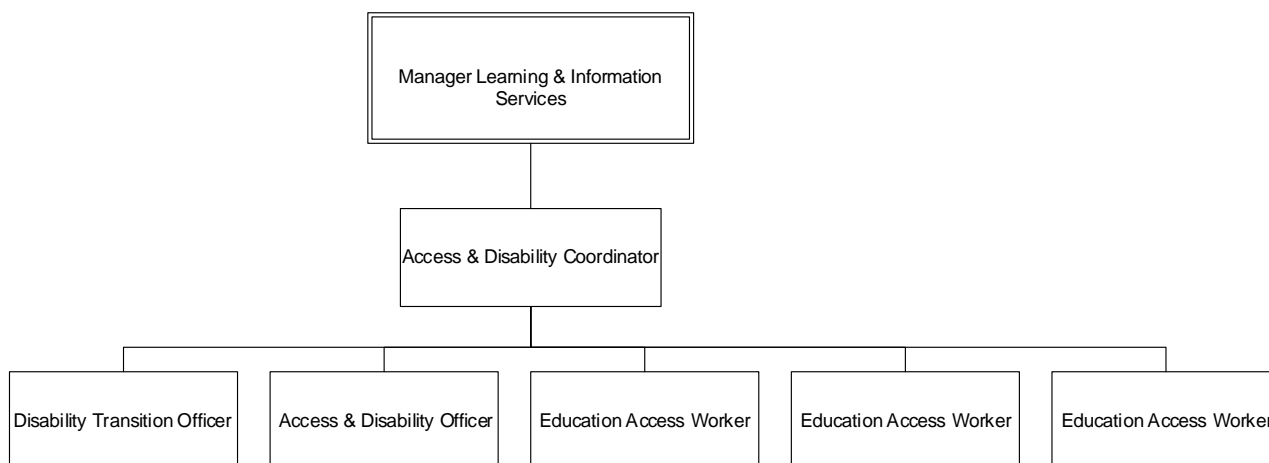 Manager Learning & Information
Services
Access & Disability Coordinator
Disability Transition Officer
Access & Disability Officer
Education Access Worker
Education Access Worker
Education Access Worker